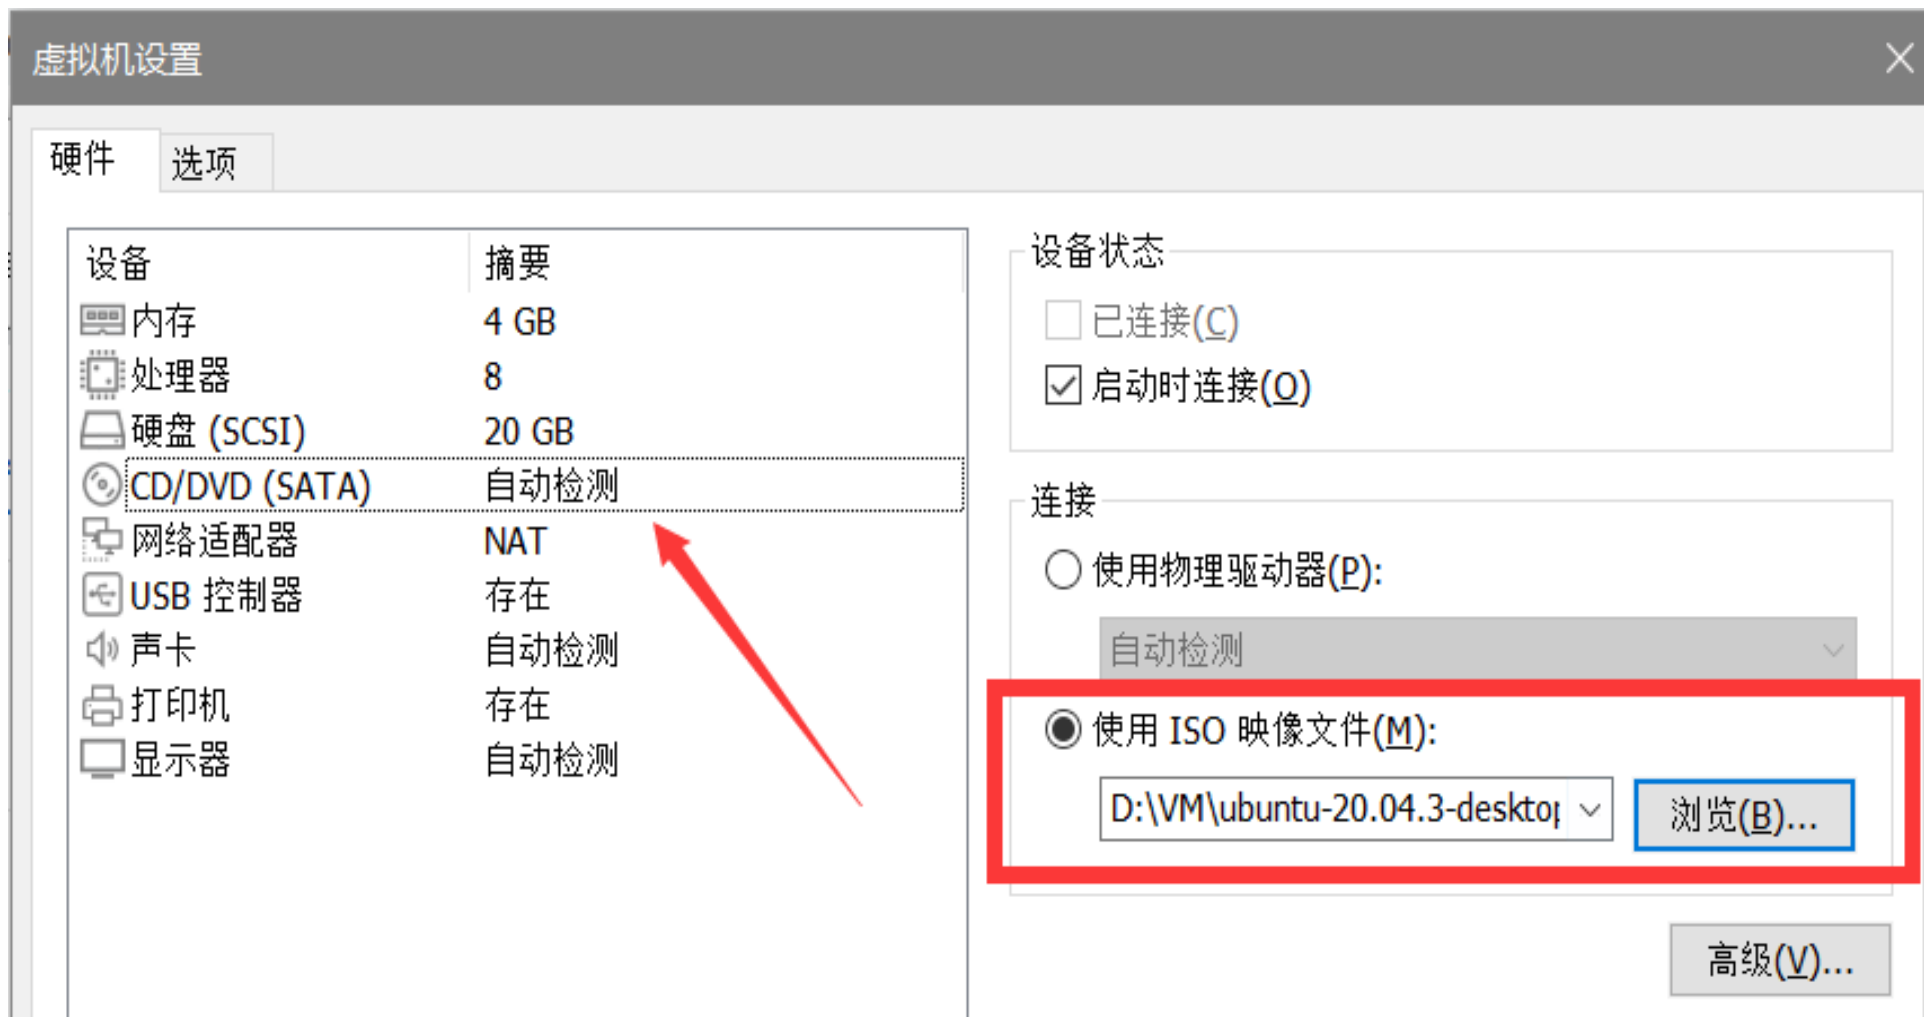 虚拟机设置
硬件 选项
设备 摘要
内存 4 GB
处理器 8
硬盘 (SCSI) 20 GB
CD/DVD (SATA) 自动检测
网络适配器 NAT
USB 控制器 存在
声卡 自动检测
打印机 存在
显示器 自动检测
设备状态
已连接(C)
启动时连接(O)
连接
使用物理驱动器(P):
自动检测
使用 ISO 映像文件(M):
D:\VM\ubuntu-20.04.3-desktop 浏览(B)...
高级(V)...